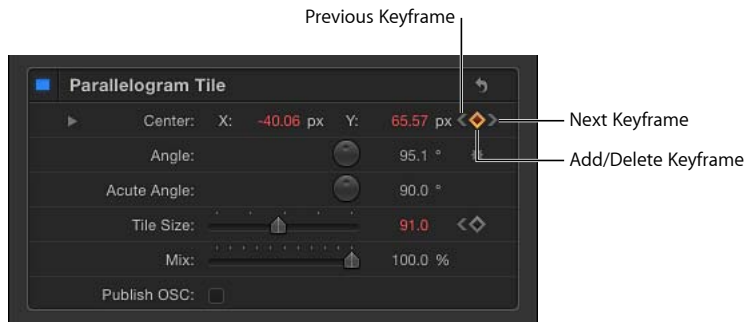 Previous Keyframe
Parallelogram Tile
Center: X: -40.06 px Y: 65.57 px
Next Keyframe
Add/Delete Keyframe
Angle: 95.1 °
Acute Angle: 90.0 °
Tile Size: 91.0
Mix: 100.0 %
Publish OSC: